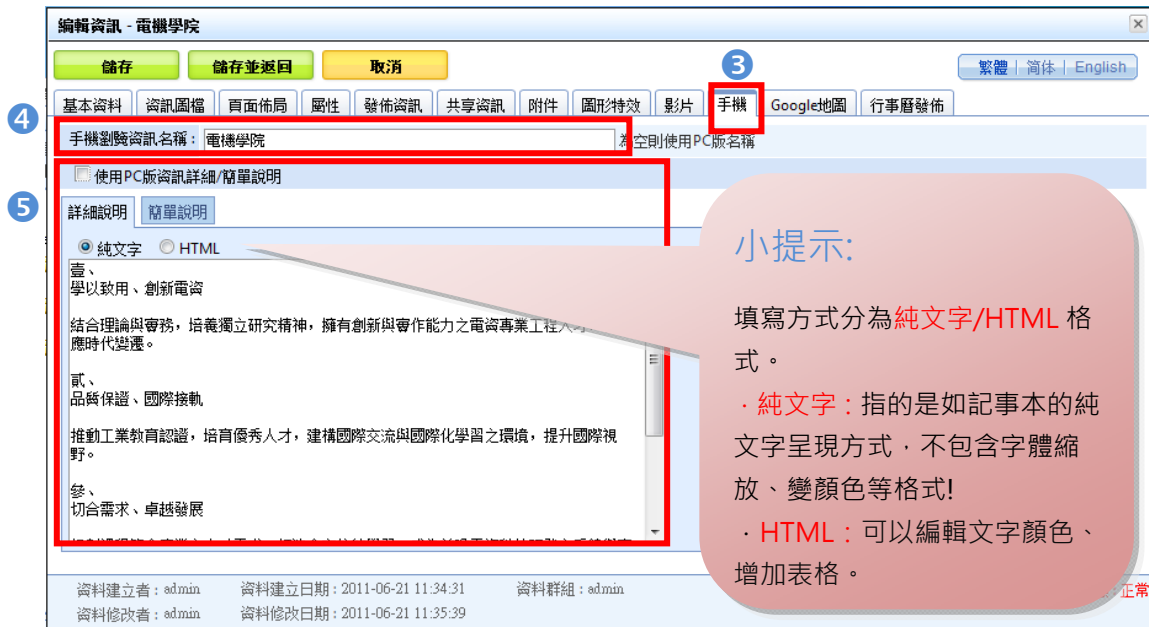 編輯資訊 - 電機學院
儲存 儲存並返回 取消 3 繁體 | 简体 | English
基本資料 資訊圖檔 頁面佈局 屬性 發佈資訊 共享資訊 附件 圖形特效 影片 手機 Google地圖 行事曆發佈
4 手機瀏覽資訊名稱: 電機學院 為空則使用PC版名稱
使用PC版資訊詳細/簡單說明
5 詳細說明 簡單說明
純文字 HTML
壹、
學以致用、創新電資
結合理論與實務，培養獨立研究精神，擁有創新與實作能力之電資專業工程人才
應時代變遷。
貳、
品質保證、國際接軌
推動工業教育認證，培育優秀人才，建構國際交流與國際化學習之環境，提升國際視
野。
參、
切合需求、卓越發展
小提示:
填寫方式分為純文字/HTML 格
式。
．純文字：指的是如記事本的純
文字呈現方式，不包含字體縮
放、變顏色等格式!
．HTML：可以編輯文字顏色、
增加表格。
資料建立者：admin 資料建立日期：2011-06-21 11:34:31 資料群組：admin :正常
資料修改者：admin 資料修改日期：2011-06-21 11:35:39